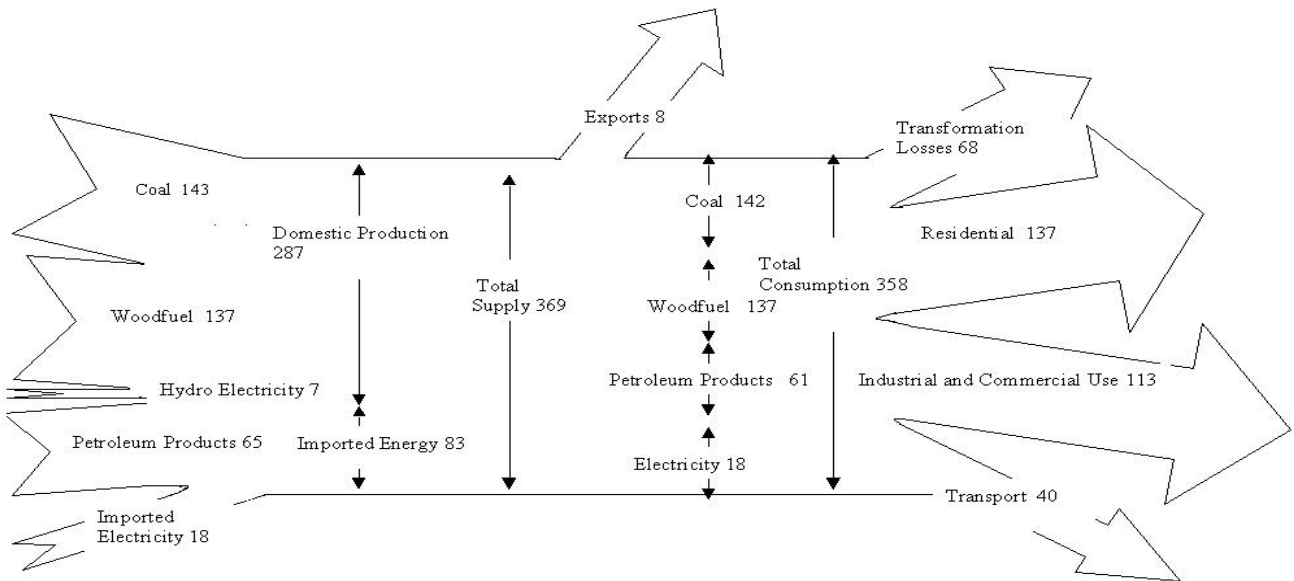 Exports 8
Transformation
Losses 68
Coal 143
Coal 142
Domestic Production
287
Residential 137
Total
Supply 369
Total
Consumption 358
Woodfuel 137
Woodfuel 137
Hydro Electricity 7
Petroleum Products 61
Industrial and Commercial Use 113
Petroleum Products 65
Imported Energy 83
Electricity 18
Transport 40
Imported
Electricity 18